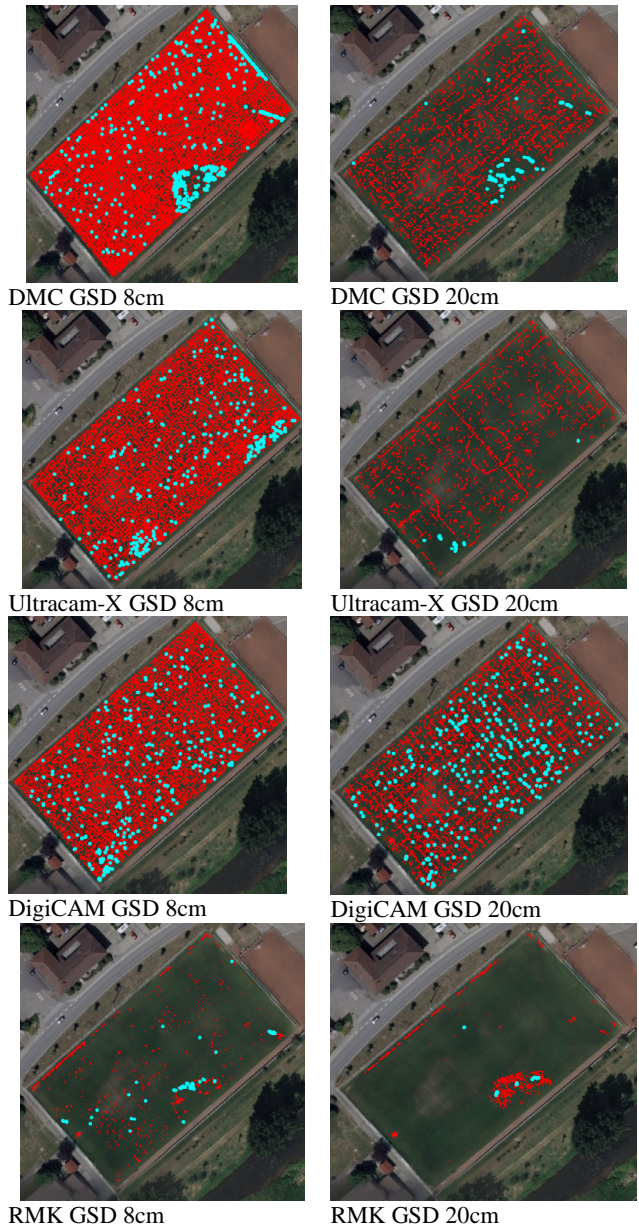 DMC GSD 8cm
DMC GSD 20cm
Ultracam-X GSD 8cm
Ultracam-X GSD 20cm
DigiCAM GSD 8cm
DigiCAM GSD 20cm
RMK GSD 8cm
RMK GSD 20cm